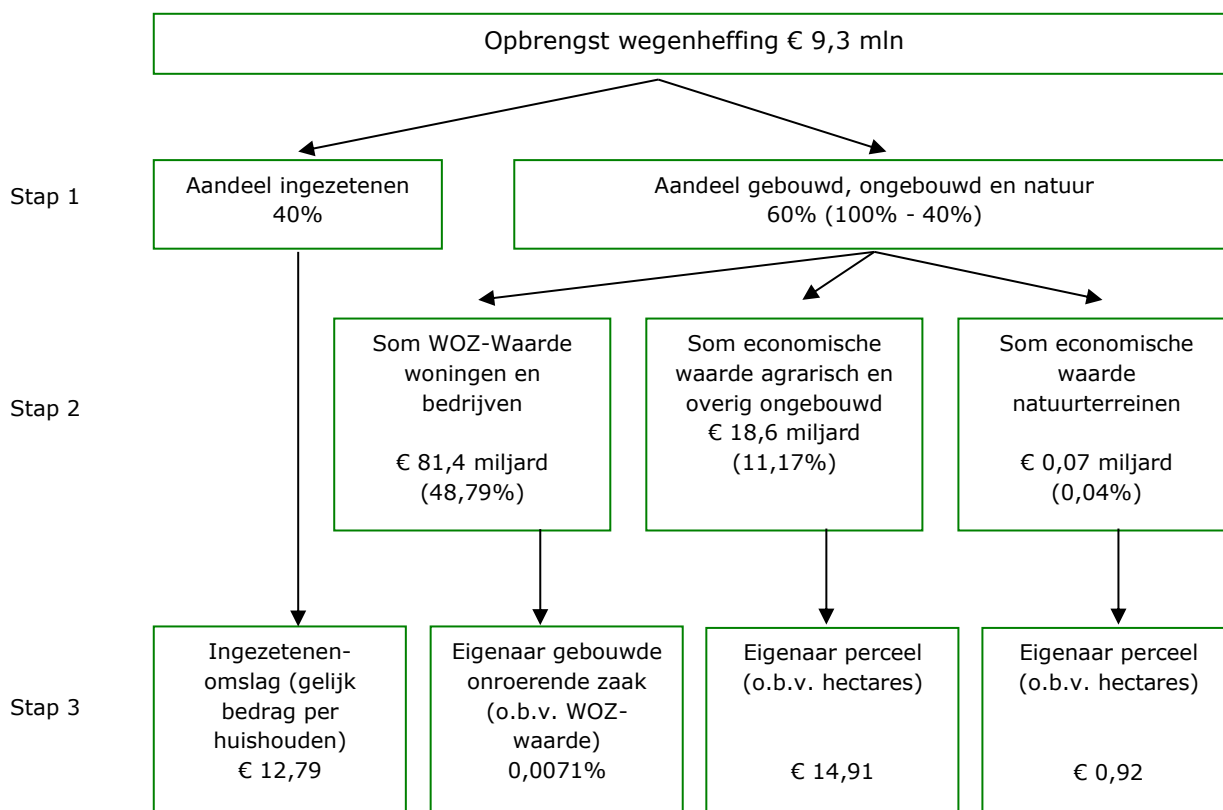 Opbrengst wegenheffing € 9,3 mln
Stap 1
Aandeel ingezetenen
40%
Aandeel gebouwd, ongebouwd en natuur
60% (100% - 40%)
Stap 2
Som WOZ-Waarde
woningen en
bedrijven
€ 81,4 miljard
(48,79%)
Som economische
waarde agrarisch en
overig ongebouwd
€ 18,6 miljard
(11,17%)
Som economische
waarde
natuurterreinen
€ 0,07 miljard
(0,04%)
Stap 3
Ingezetenen-
omslag (gelijk
bedrag per
huishouden)
€ 12,79
Eigenaar gebouwde
onroerende zaak
(o.b.v. WOZ-
waarde)
0,0071%
Eigenaar perceel
(o.b.v. hectares)
€ 14,91
Eigenaar perceel
(o.b.v. hectares)
€ 0,92